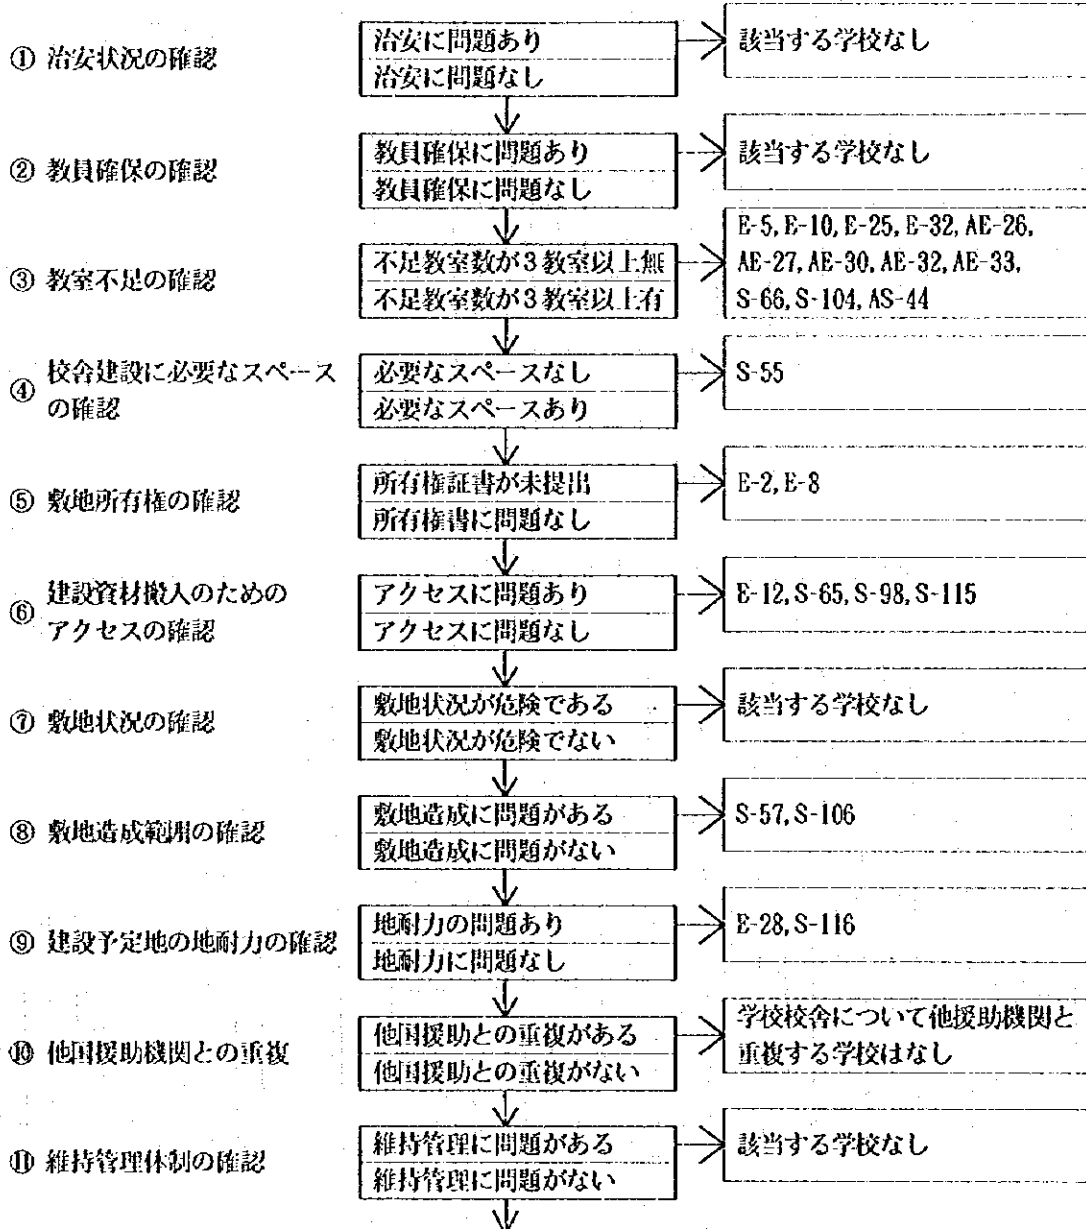 ① 治安状況の確認
治安に問題あり
治安に問題なし
該当する学校なし
② 教員確保の確認
教員確保に問題あり
教員確保に問題なし
該当する学校なし
③ 教室不足の確認
不足教室数が3教室以上無
不足教室数が3教室以上有
E-5, E-10, E-25, E-32, AE-26,
AE-27, AE-30, AE-32, AE-33,
S-66, S-104, AS-44
④ 校舎建設に必要なスペース
の確認
必要なスペースなし
必要なスペースあり
S-55
⑤ 敷地所有権の確認
所有権証書が未提出
所有権書に問題なし
E-2, E-8
⑥ 建設資材搬入のための
アクセスの確認
アクセスに問題あり
アクセスに問題なし
E-12, S-65, S-98, S-115
⑦ 敷地状況の確認
敷地状況が危険である
敷地状況が危険でない
該当する学校なし
⑧ 敷地造成範囲の確認
敷地造成に問題がある
敷地造成に問題がない
S-57, S-106
⑨ 建設予定地の地耐力の確認
地耐力の問題あり
地耐力に問題なし
E-28, S-116
⑩ 他国援助機関との重複
他国援助との重複がある
他国援助との重複がない
学校校舎について他援助機関と
重複する学校はなし
⑪ 維持管理体制の確認
維持管理に問題がある
維持管理に問題がない
該当する学校なし